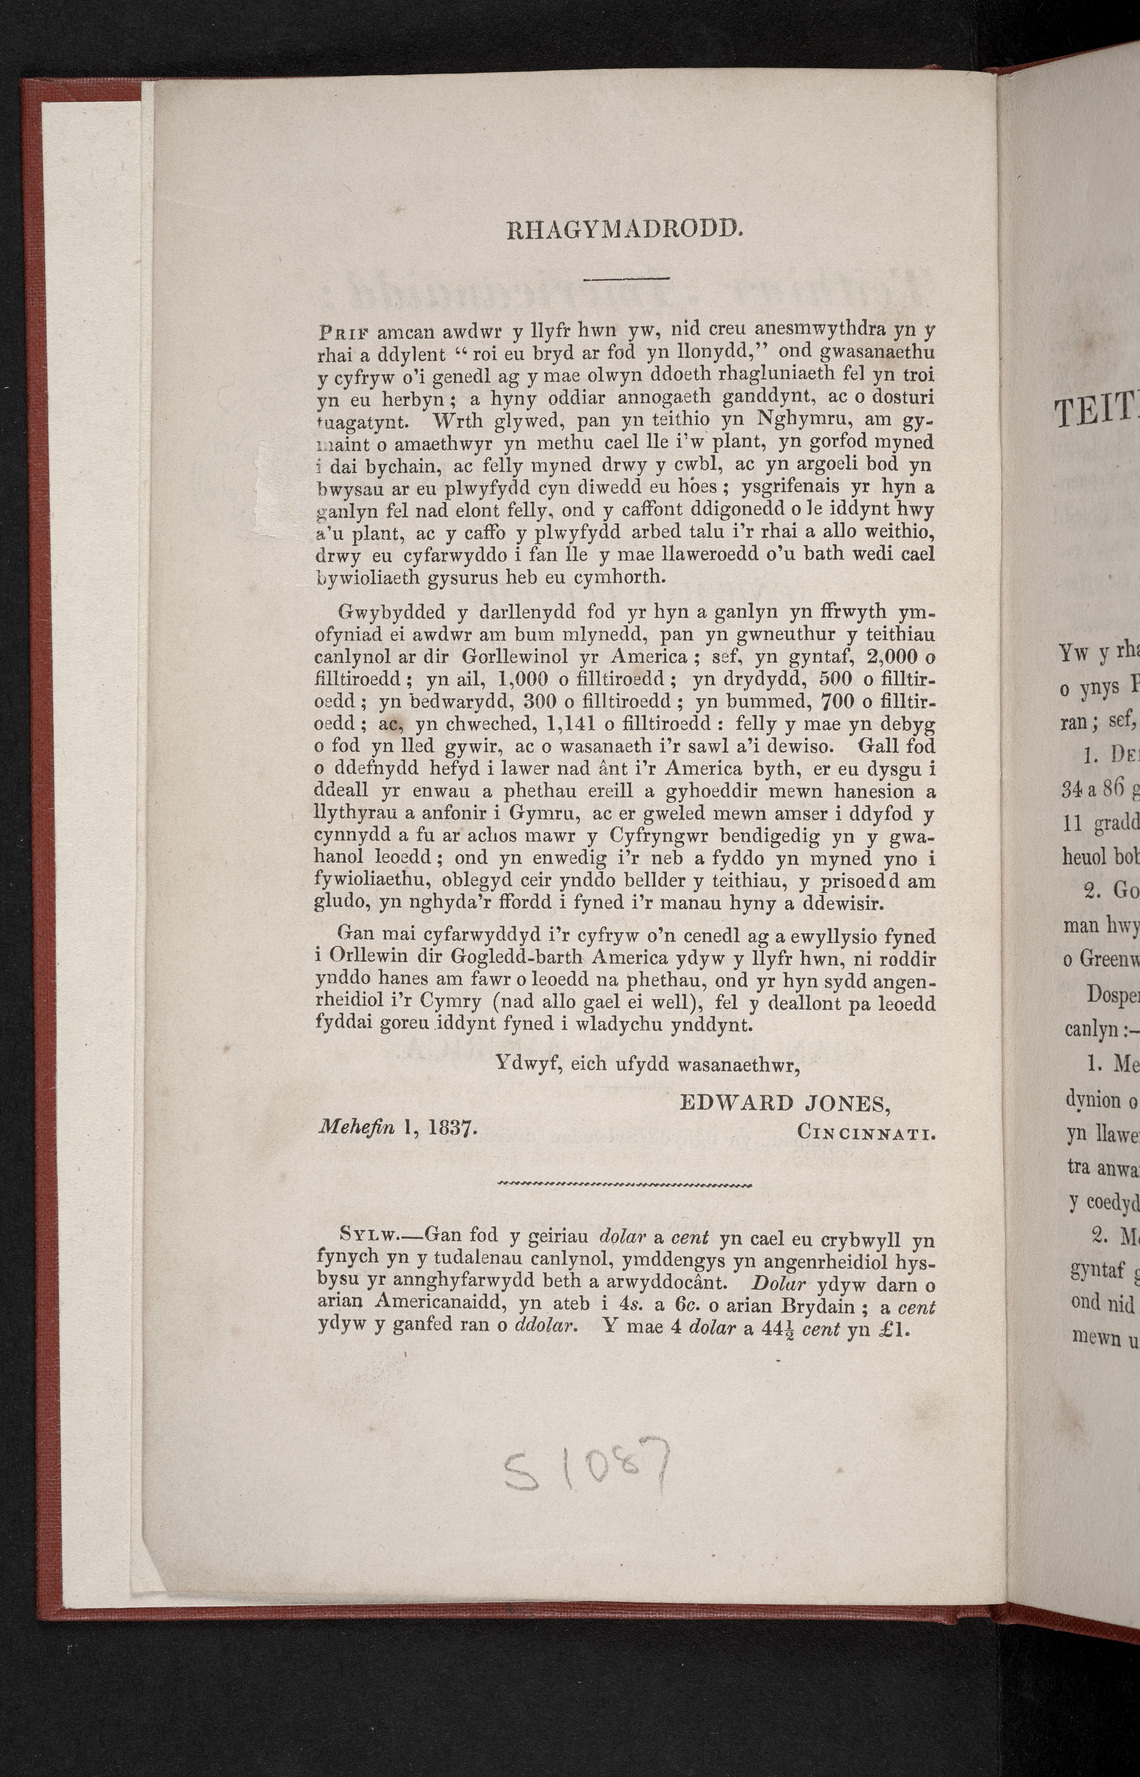 RHAGYMADRODD.
PRIF amcan awdwr y llyfr hwn yw, nid creu anesmwythdra yn y
rhai a ddylent “ roi eu bryd ar fod yn llonydd,” ond gwasanaethu
y cyfryw o’i genedl ag y mae olwyn ddoeth rhagluniaeth fel yn troi
yn eu herbyn ; a hyny oddiar annogaeth ganddynt, ac o dosturi
tuagatynt. Wrth glywed, pan yn teithio yn Nghymru, am gy-
maint o amaethwyr yn methu cael lle i’w plant, yn gorfod myned
i dai bychain, ac felly myned drwy y cwbl, ac yn argoeli bod yn
bwysau ar eu plwyfydd cyn diwedd eu hoes ; ysgrifenais yr hyn a
ganlyn fel nad elont felly, ond y caffont ddigonedd o le iddynt hwy
a’u plant, ac y caffo y plwyfydd arbed talu i’r rhai a allo weithio,
drwy eu cyfarwyddo i fan lle y mae llaweroedd o’u bath wedi cael
bywioliaeth gysurus heb eu cymhorth.
Gwybydded y darllenydd fod yr hyn a ganlyn yn ffrwyth ym-
ofyniad ei awdwr am bum mlynedd, pan yn gwneuthur y teithiau
canlynol ar dir Gorllewinol yr America ; sef, yn gyntaf, 2,000 o
filltiroedd ; yn ail, 1,000 o filltiroedd ; yn drydydd, 500 o filltir-
oedd ; yn bedwarydd, 300 o filltiroedd ; yn bummed, 700 o filltir-
oedd ; ac, yn chweched, 1,141 o filltiroedd : felly y mae yn debyg
o fod yn lled gywir, ac o wasanaeth i’r sawl a’i dewiso. Gall fod
o ddefnydd hefyd i lawer nad ânt i’r America byth, er eu dysgu i
ddeall yr enwau a phethau ereill a gyhoeddir mewn hanesion a
llythyrau a anfonir i Gymru, ac er gweled mewn amser i ddyfod y
cynnydd a fu ar achos mawr y Cyfryngwr bendigedig yn y gwa-
hanol leoedd ; ond yn enwedig i’r neb a fyddo yn myned yno i
fywioliaethu, oblegyd ceir ynddo bellder y teithiau, y prisoedd am
gludo, yn nghyda’r ffordd i fyned i’r manau hyny a ddewisir.
Gan mai cyfarwyddyd i’r cyfryw o’n cenedl ag a ewyllysio fyned
i Orllewin dir Gogledd-barth America ydyw y llyfr hwn, ni roddir
ynddo hanes am fawr o leoedd na phethau, ond yr hyn sydd angen-
rheidiol i’r Cymry (nad allo gael ei well), fel y deallont pa leoedd
fyddai goreu iddynt fyned i wladychu ynddynt.
Ydwyf, eich ufydd wasanaethwr,
EDWARD JONES,
Mehefin 1, 1837.
CINCINNATI.
SYLW.—Gan fod y geiriau dolar a cent yn cael eu crybwyll yn
fynych yn y tudalenau canlynol, ymddengys yn angenrheidiol hys-
bysu yr annghyfarwydd beth a arwyddocânt. Dolar ydyw darn o
arian Americanaidd, yn ateb i 4s. a 6c. o arian Brydain ; a cent
ydyw y ganfed ran o ddolar. Y mae 4 dolar a 44½ cent yn £1.
S 1087
TEIT
Yw y rha
o ynys
ran ; sef,
1. DE
34 a 86 g
11 gradd
heuol bob
2. Go
man hwy
o Greenw
Dospe
canlyn :—
1. Me
dynion o
yn llawe
tra anwa
y coedyd
2. M
gyntaf g
ond nid
mewn u